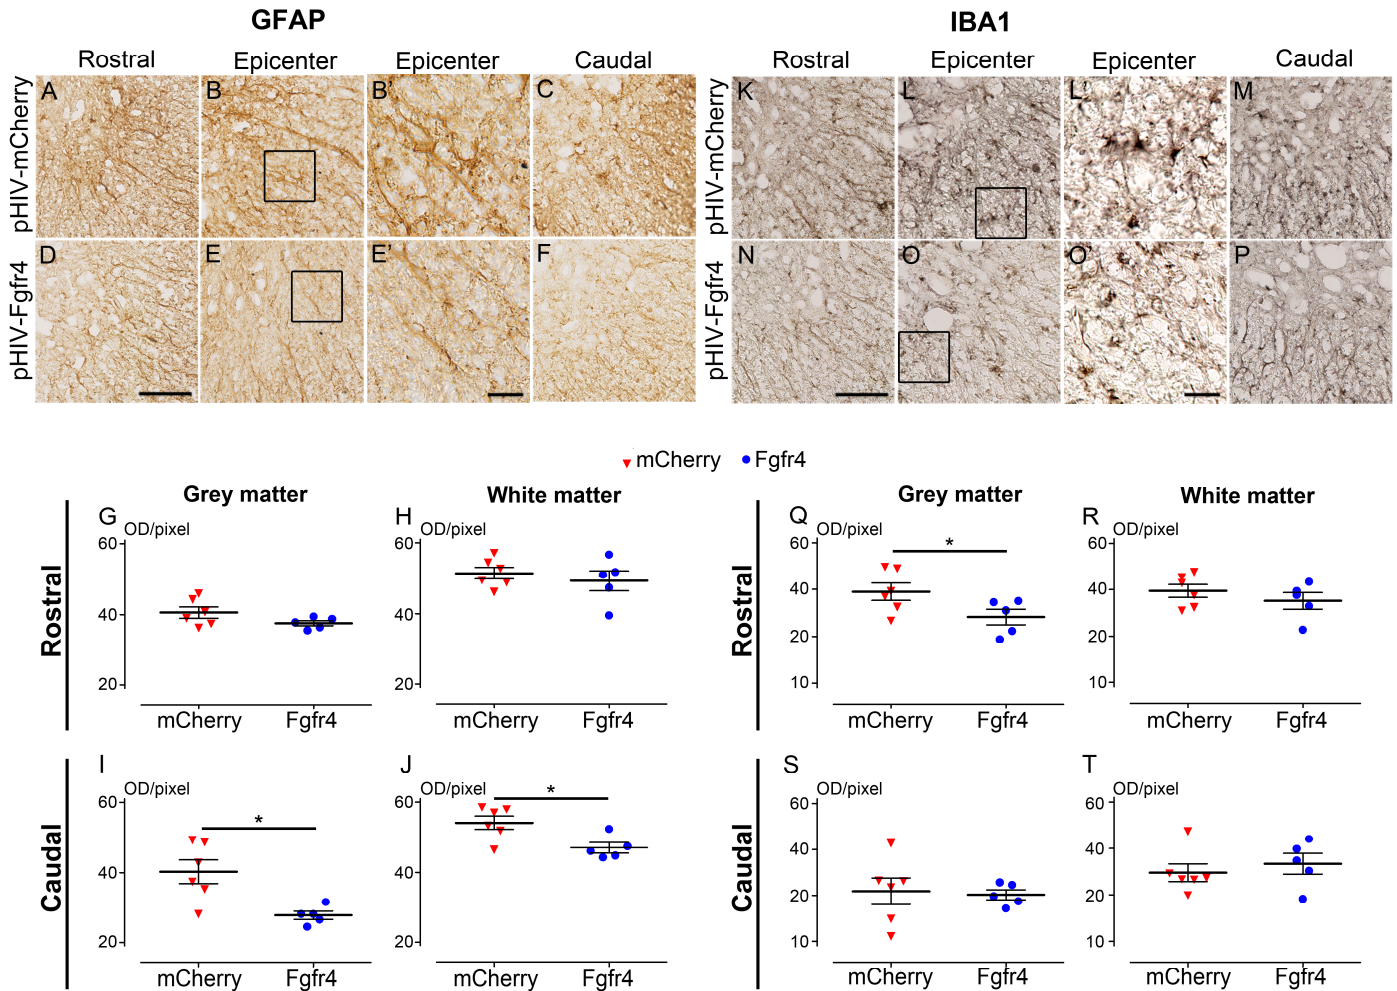 GFAP
IBA1
Rostral
Epicenter
Epicenter
Caudal
Rostral
Epicenter
Epicenter
Caudal
pHIV-mCherry
A
B
B'
C
pHIV-mCherry
K
L
L'
M
pHIV-Fgfr4
D
E
E'
F
pHIV-Fgfr4
N
O
O'
P
mCherry
Fgfr4
Grey matter
White matter
Grey matter
White matter
Rostral
G
OD/pixel
60
40
20
mCherry
Fgfr4
H
OD/pixel
60
40
20
mCherry
Fgfr4
Rostral
Q
OD/pixel
60
40
20
10
*
mCherry
Fgfr4
R
OD/pixel
60
40
20
10
mCherry
Fgfr4
Caudal
I
OD/pixel
60
40
20
*
mCherry
Fgfr4
J
OD/pixel
60
40
20
*
mCherry
Fgfr4
Caudal
S
OD/pixel
60
40
20
10
mCherry
Fgfr4
T
OD/pixel
60
40
20
10
mCherry
Fgfr4